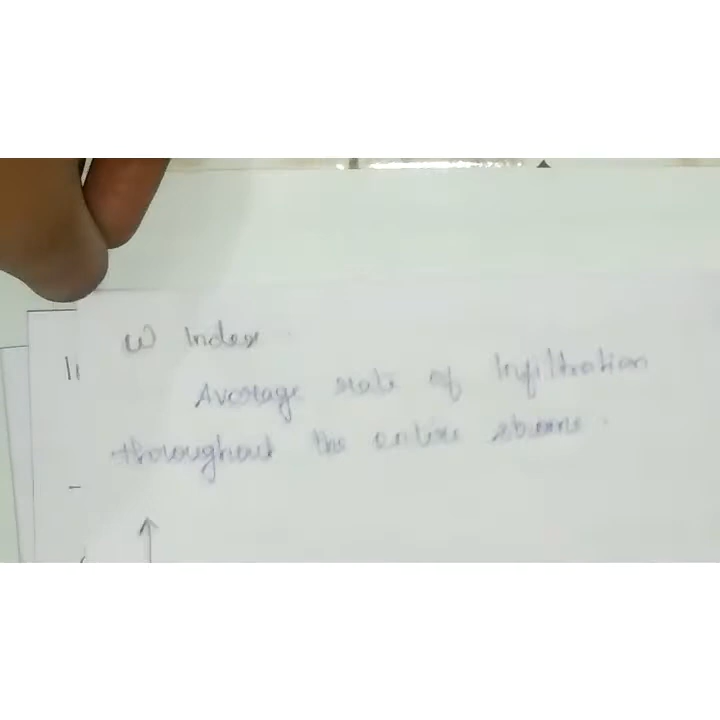 W Index
Average rate of Infiltration
throughout the entire storm.